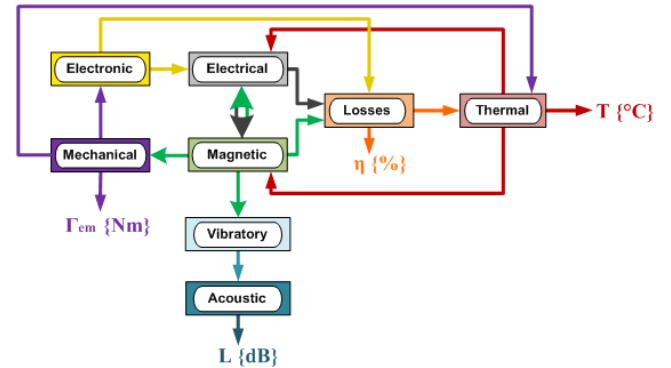 Electronic
Electrical
Losses
Thermal
T {°C}
Mechanical
Magnetic
η {%}
Γem {Nm}
Vibratory
Acoustic
L {dB}